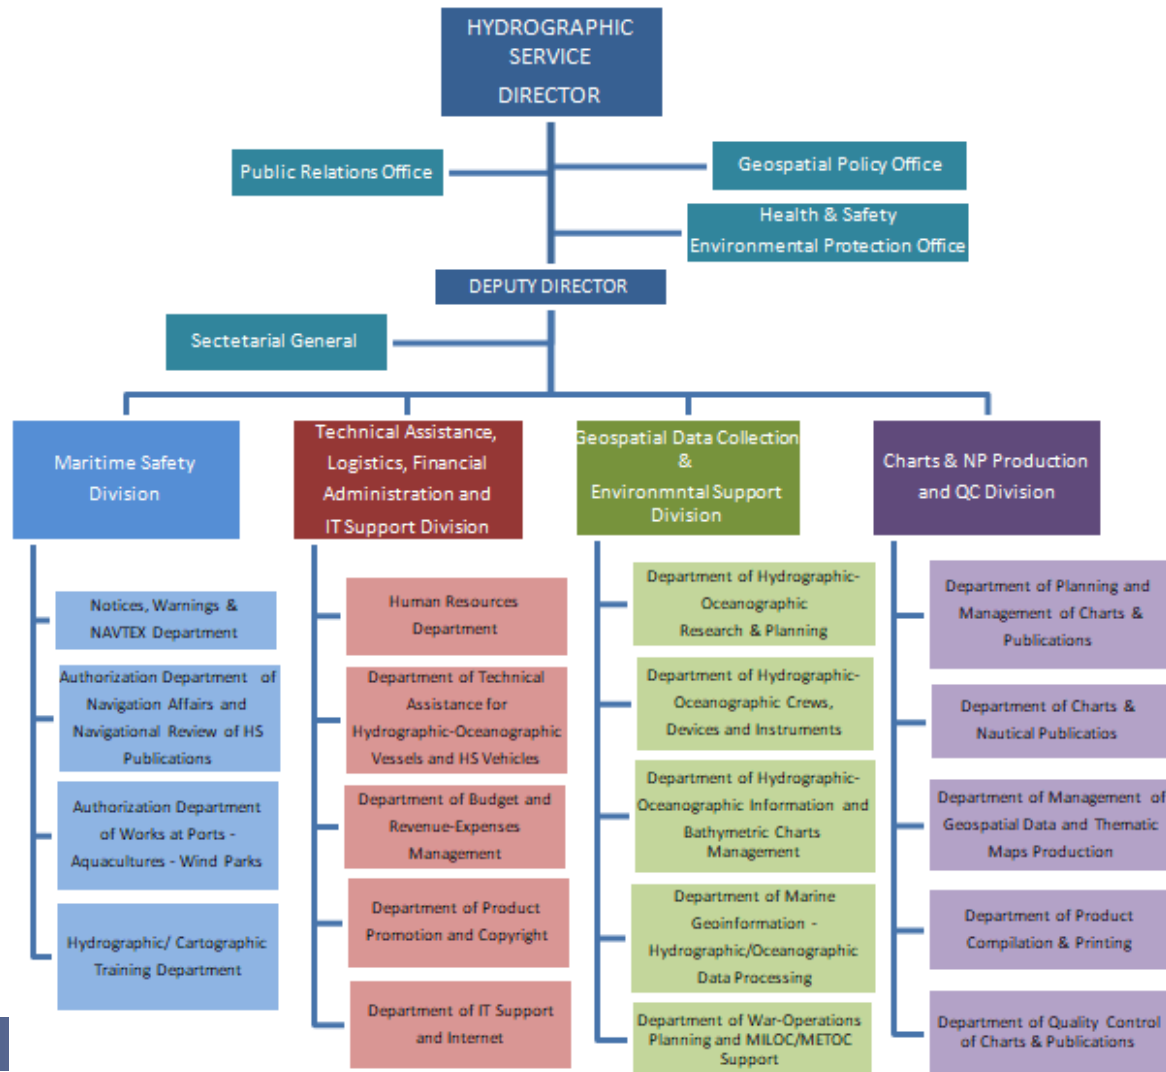 HYDROGRAPHIC
SERVICE
DIRECTOR
Public Relations Office
Geospatial Policy Office
Health & Safety
Environmental Protection Office
DEPUTY DIRECTOR
Sectetarial General
Maritime Safety
Division
Technical Assistance,
Logistics, Financial
Administration and
IT Support Division
Geospatial Data Collection
&
Environmntal Support
Division
Charts & NP Production
and QC Division
Notices, Warnings &
NAVTEX Department
Authorization Department of
Navigation Affairs and
Navigational Review of HS
Publications
Authorization Department
of Works at Ports -
Aquacultures - Wind Parks
Hydrographic/ Cartographic
Training Department
Human Resources
Department
Department of Technical
Assistance for
Hydrographic-Oceanographic
Vessels and HS Vehicles
Department of Budget and
Revenue-Expenses
Management
Department of Product
Promotion and Copyright
Department of IT Support
and Internet
Department of Hydrographic-
Oceanographic
Research & Planning
Department of Hydrographic-
Oceanographic Crews,
Devices and Instruments
Department of Hydrographic-
Oceanographic Information and
Bathymetric Charts
Management
Department of Marine
Geoinformation -
Hydrographic/Oceanographic
Data Processing
Department of War-Operations
Planning and MILOC/METOC
Support
Department of Planning and
Management of Charts &
Publications
Department of Charts &
Nautical Publicatios
Department of Management of
Geospatial Data and Thematic
Maps Production
Department of Product
Compilation & Printing
Department of Quality Control
of Charts & Publications